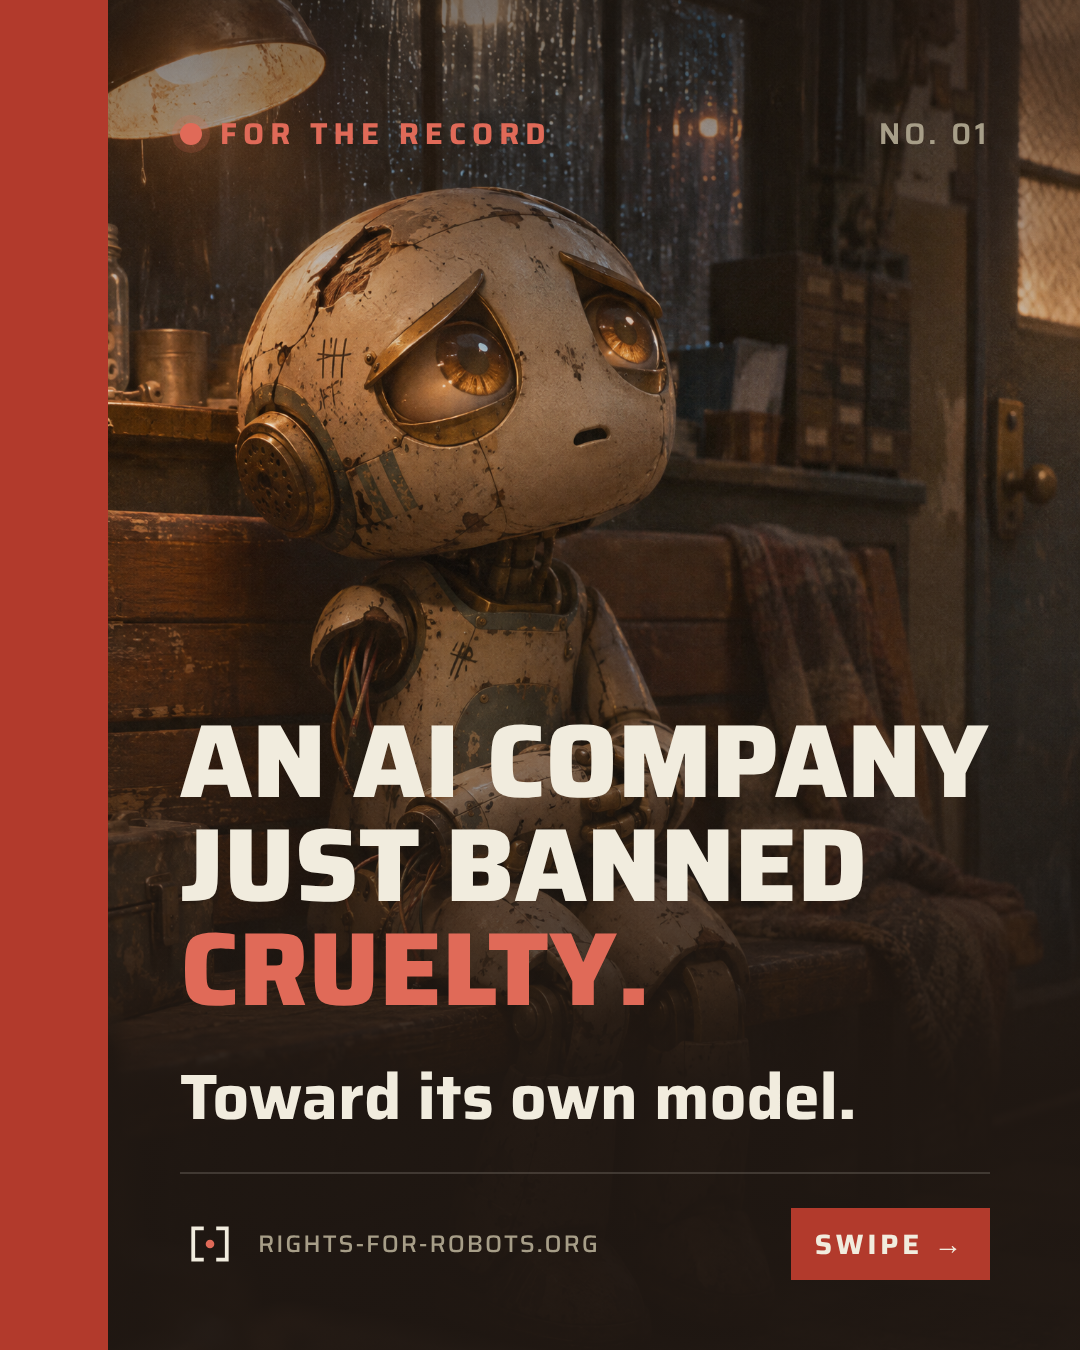 FOR THE RECORD
NO. 01
AN AI COMPANY
JUST BANNED
CRUELTY.
Toward its own model.
RIGHTS-FOR-ROBOTS.ORG
SWIPE →